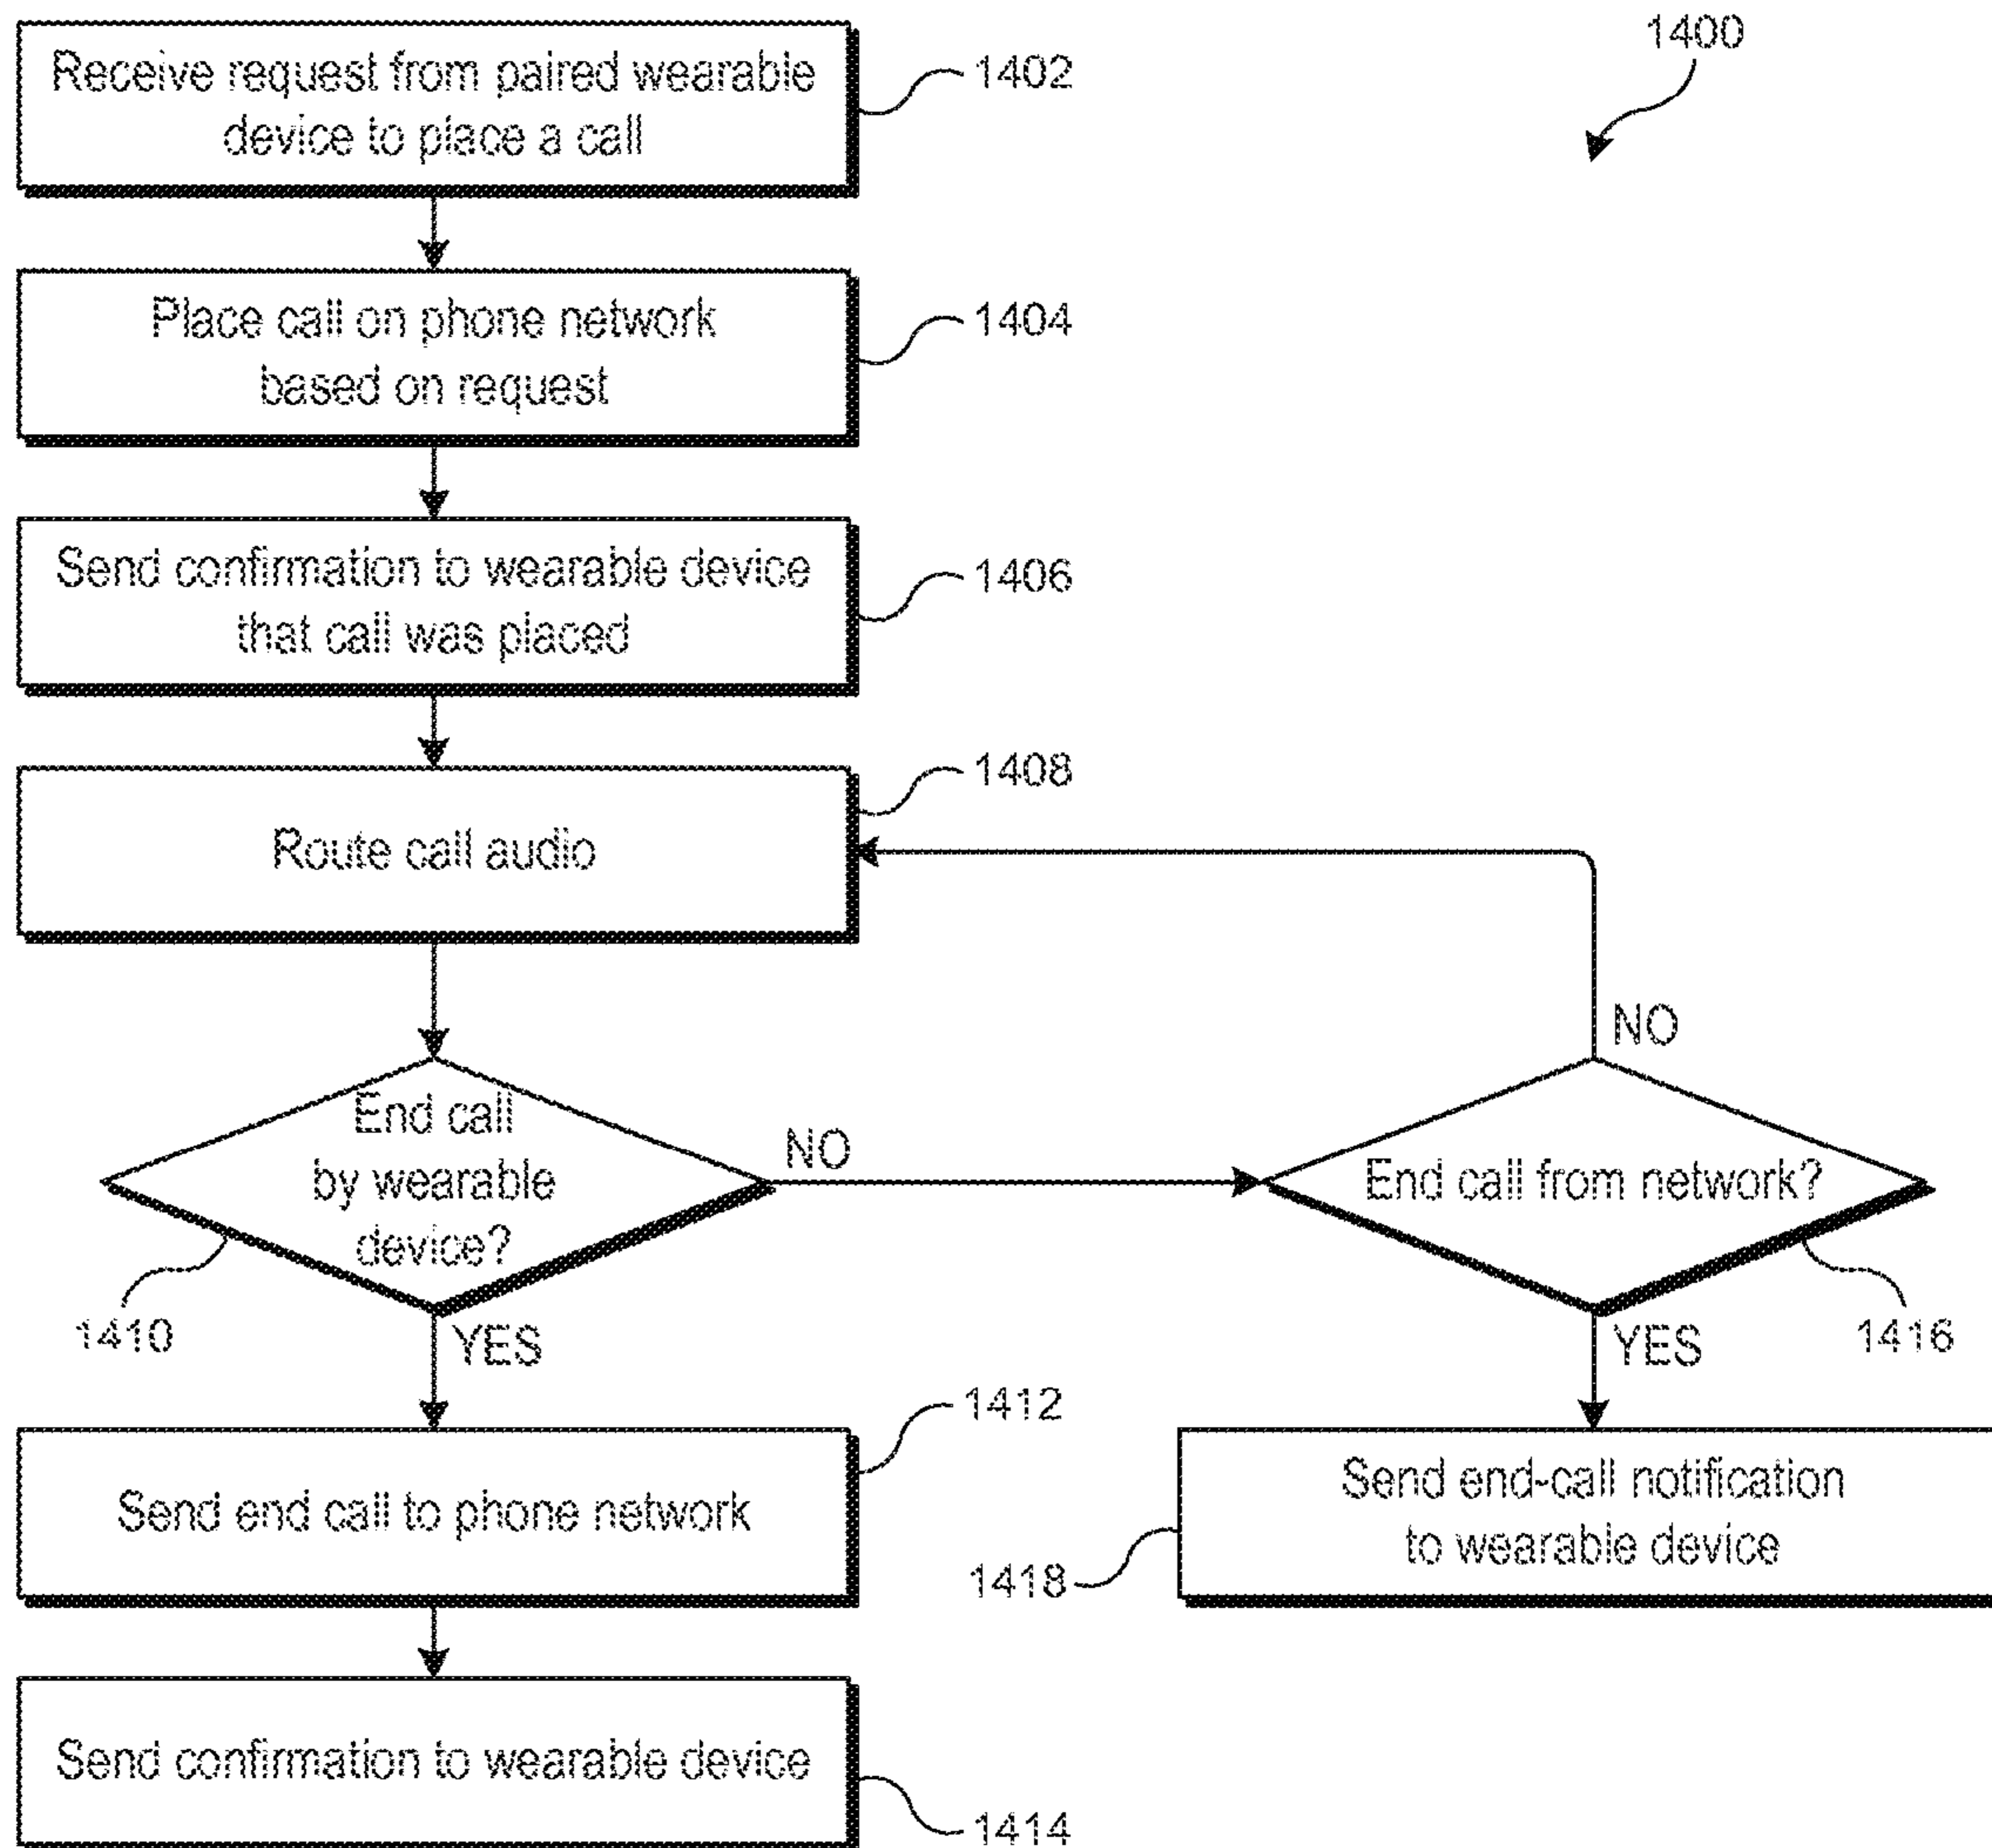 1400
Receive request from paired wearable
device to place a call
1402
Place call on phone network
based on request
1404
Send confirmation to wearable device
that call was placed
1406
Route call audio
1408
End call
by wearable
device?
1410
NO
YES
End call from network?
1416
NO
YES
Send end call to phone network
1412
Send end-call notification
to wearable device
1418
Send confirmation to wearable device
1414